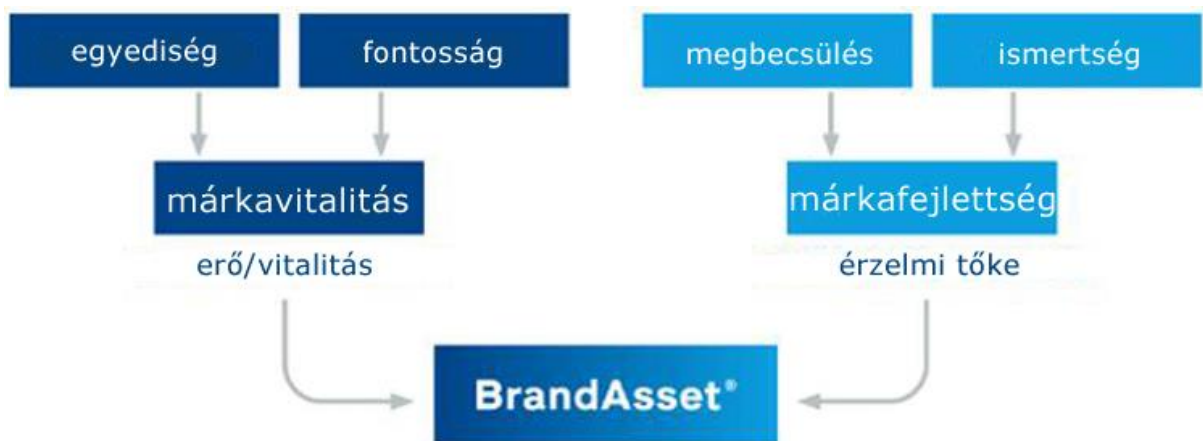 egyediség
fontosság
megbecsülés
ismertség
márkavitalitás
márkafejlettség
erő/vitalitás
érzelmi tőke
BrandAsset®